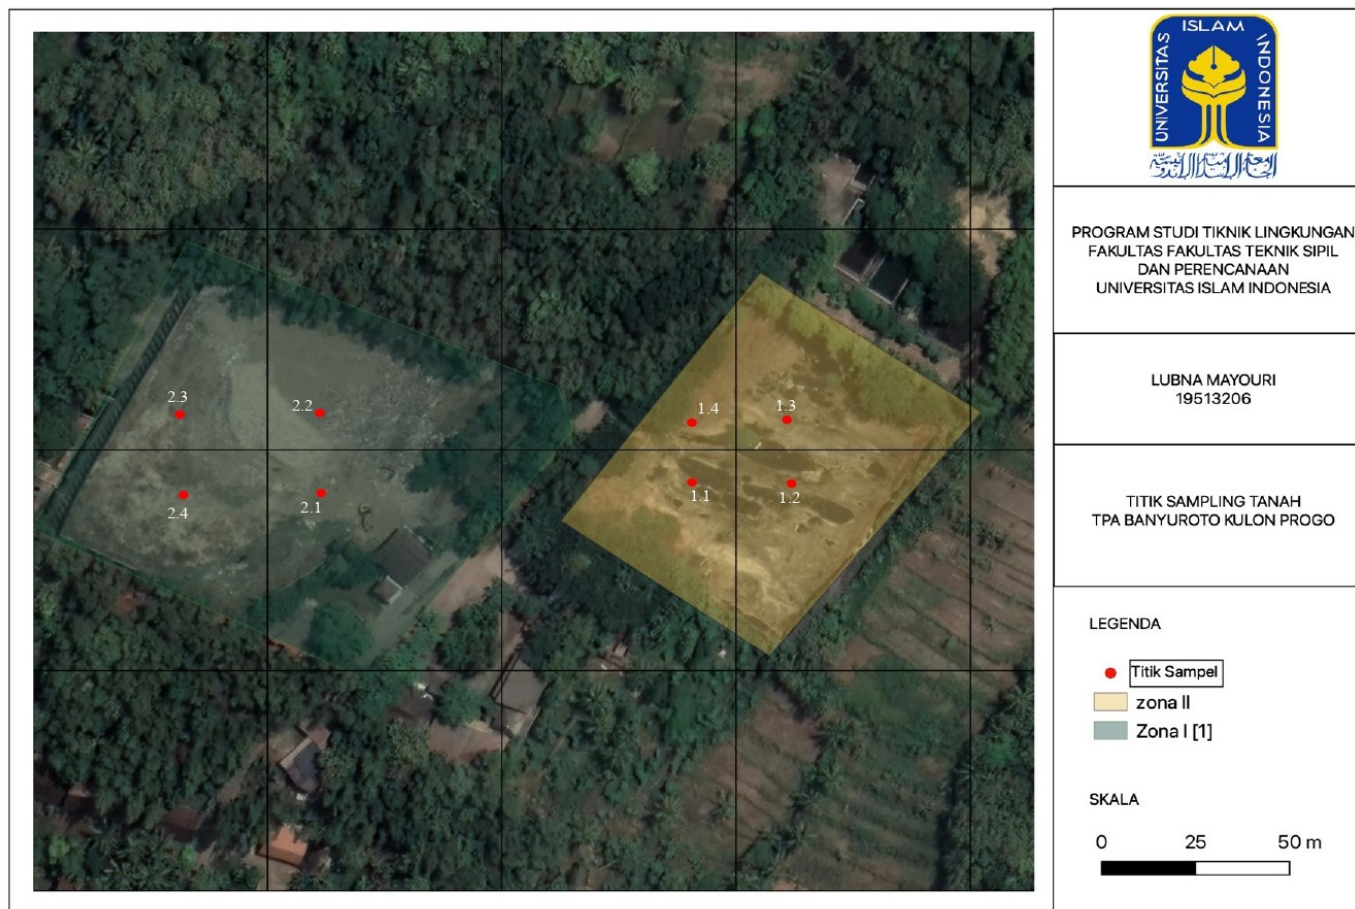 UNIVERSITAS
ISLAM
INDONESIA
PROGRAM STUDI TIKNIK LINGKUNGAN
FAKULTAS FAKULTAS TEKNIK SIPIL
DAN PERENCANAAN
UNIVERSITAS ISLAM INDONESIA
LUBNA MAYOURI
19513206
TITIK SAMPLING TANAH
TPA BANYUROTO KULON PROGO
LEGENDA
Titik Sampel
zona II
Zona I [1]
SKALA
0 25 50 m
2.3
2.2
2.4
2.1
1.4
1.3
1.1
1.2